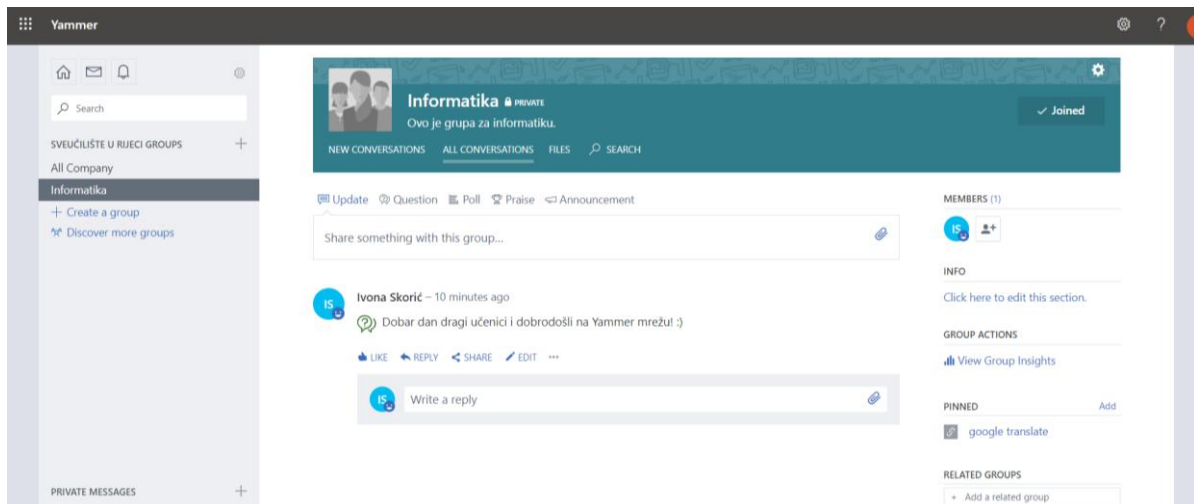 Yammer
?
Search
SVEUČILIŠTE U RIJECI GROUPS
All Company
Informatika
Create a group
Discover more groups
PRIVATE MESSAGES
Informatika PRIVATE
Ovo je grupa za informatiku.
Joined
NEW CONVERSATIONS ALL CONVERSATIONS FILES SEARCH
Update Question Poll Praise Announcement
Share something with this group...
IS
Ivona Skorić – 10 minutes ago
Dobar dan dragi učenici i dobrodošli na Yammer mrežu! :)
LIKE REPLY SHARE EDIT ...
IS
Write a reply
MEMBERS (1)
IS
INFO
Click here to edit this section.
GROUP ACTIONS
View Group Insights
PINNED Add
google translate
RELATED GROUPS
+ Add a related group